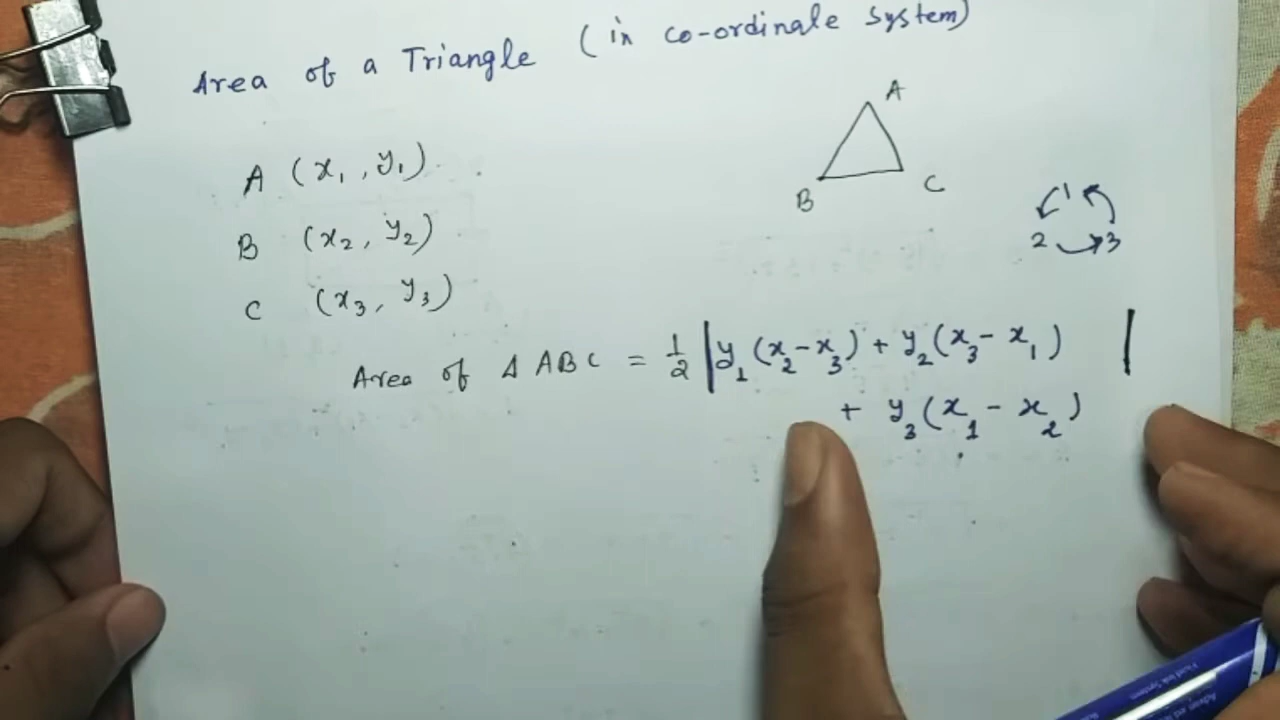 Area of a Triangle (in co-ordinale system)
A (x₁, y₁)
B (x₂, y₂)
C (x₃, y₃)
A
B
C
1
2
3
Area of Δ ABC = 1/2 |y₁(x₂-x₃) + y₂(x₃-x₁) |
+ y₃(x₁-x₂)